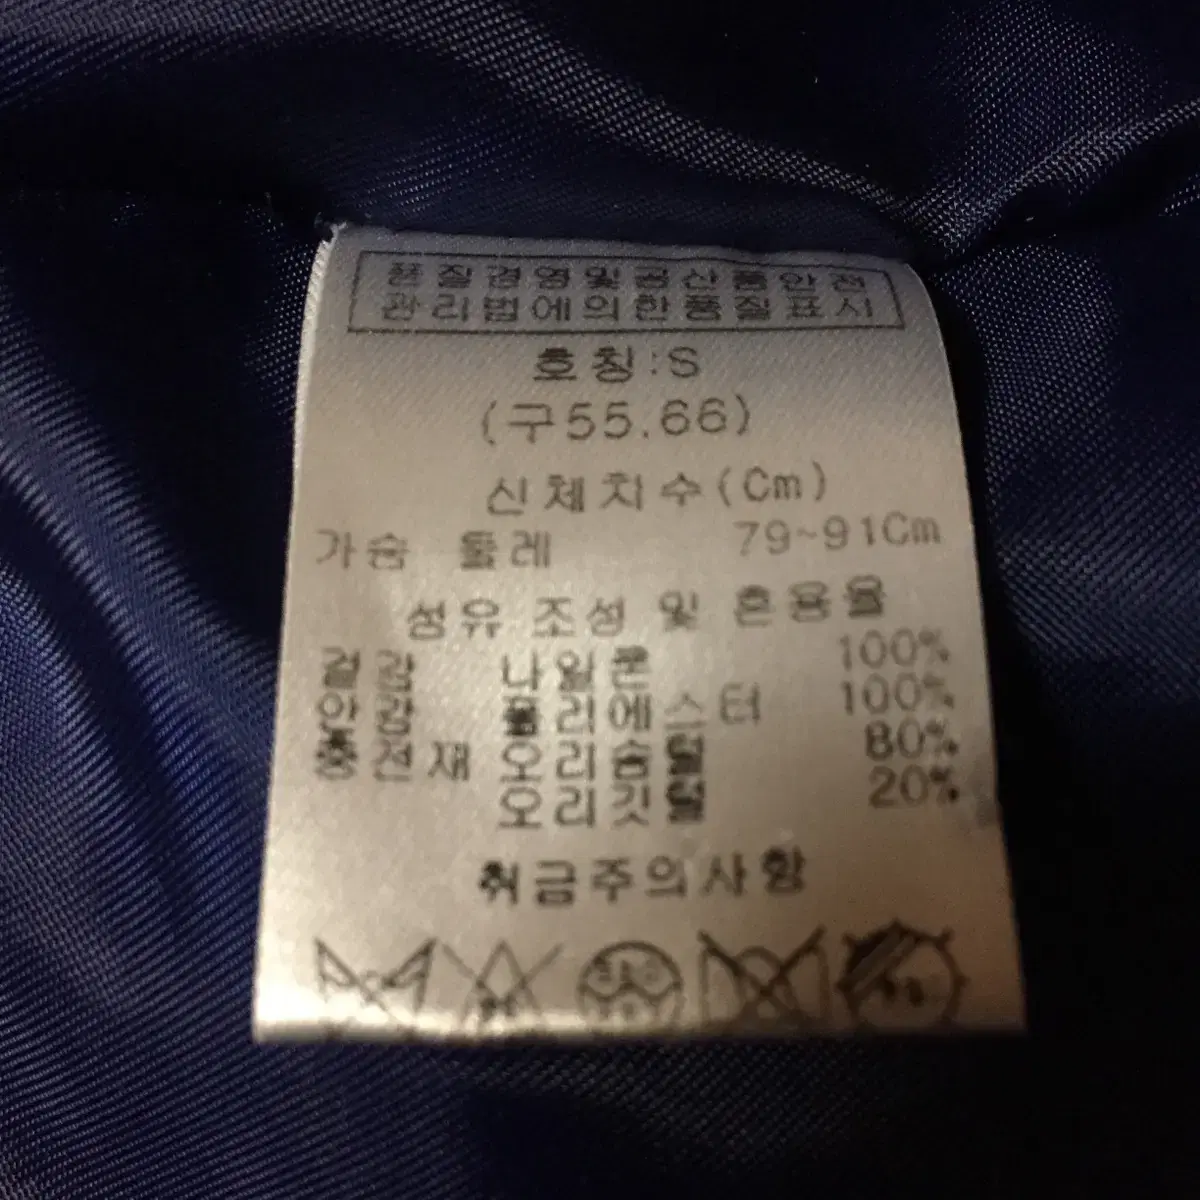 품질경영및공산품안전
관리법에의한품질표시
호칭:S
(구55.66)
신체치수(Cm)
가슴 둘레 79~91Cm
섬유 조성 및 혼용율
겉감 나일론 100%
안감 폴리에스터 100%
충전재 오리솜털 80%
오리깃털 20%
취급주의사항